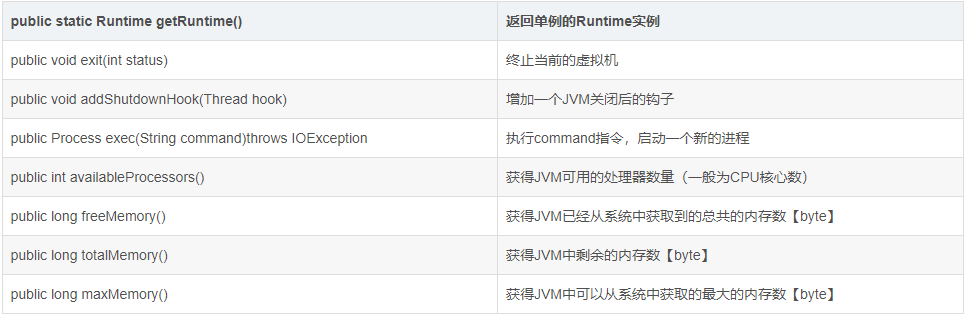 public static Runtime getRuntime() 返回单例的Runtime实例
public void exit(int status) 终止当前的虚拟机
public void addShutdownHook(Thread hook) 增加一个JVM关闭后的钩子
public Process exec(String command)throws IOException 执行command指令，启动一个新的进程
public int availableProcessors() 获得JVM可用的处理器数量（一般为CPU核心数）
public long freeMemory() 获得JVM已经从系统中获取到的总共的内存数【byte】
public long totalMemory() 获得JVM中剩余的内存数【byte】
public long maxMemory() 获得JVM中可以从系统中获取的最大的内存数【byte】